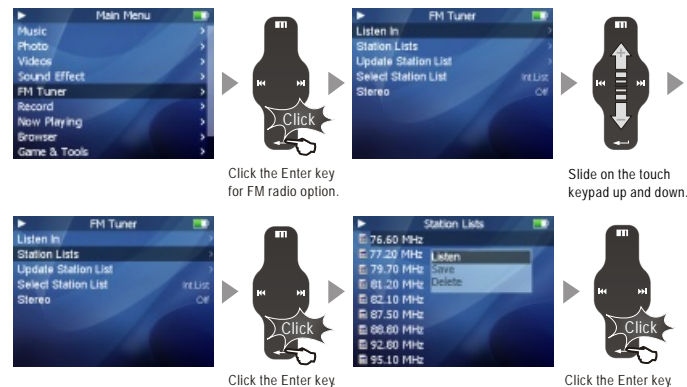 Main Menu
Music
Photo
Videos
Sound Effect
FM Tuner
Record
Now Playing
Browser
Game & Tools
Click
Click the Enter key
for FM radio option.
FM Tuner
Listen In
Station Lists
Update Station List
Select Station List Int.List
Stereo Off
Slide on the touch
keypad up and down.
FM Tuner
Listen In
Station Lists
Update Station List
Select Station List Int.List
Stereo Off
Click
Click the Enter key.
Station Lists
76.60 MHz
77.20 MHz Listen
79.70 MHz Save
81.20 MHz Delete
82.10 MHz
87.50 MHz
88.80 MHz
92.80 MHz
95.10 MHz
Click
Click the Enter key.